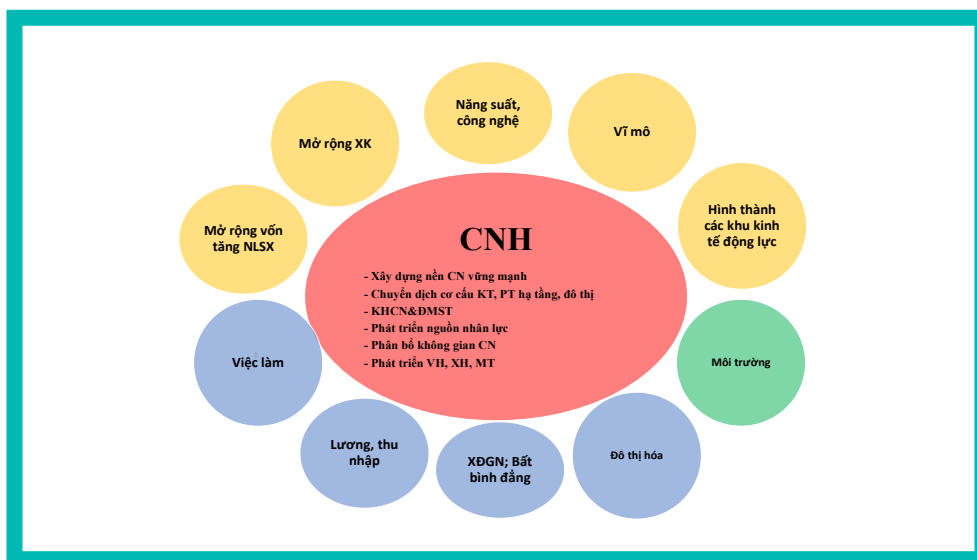 Năng suất,
công nghệ
Vĩ mô
Mở rộng XK
Hình thành
các khu kinh
tế động lực
Mở rộng vốn
tăng NLSX
CNH
- Xây dựng nền CN vững mạnh
- Chuyển dịch cơ cấu KT, PT hạ tầng, đô thị
- KHCN&ĐMST
- Phát triển nguồn nhân lực
- Phân bổ không gian CN
- Phát triển VH, XH, MT
Việc làm
Môi trường
Lương, thu
nhập
XĐGN; Bất
bình đẳng
Đô thị hóa